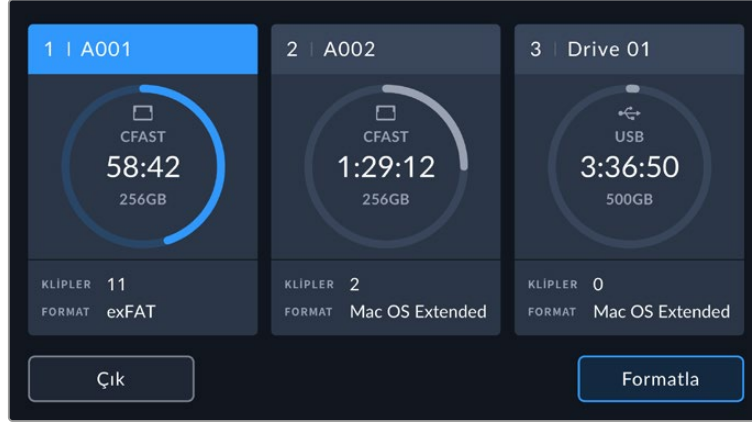 1 | A001
CFAST
58:42
256GB
KLİPLER 11
FORMAT exFAT
2 | A002
CFAST
1:29:12
256GB
KLİPLER 2
FORMAT Mac OS Extended
3 | Drive 01
USB
3:36:50
500GB
KLİPLER 0
FORMAT Mac OS Extended
Çık
Formatla